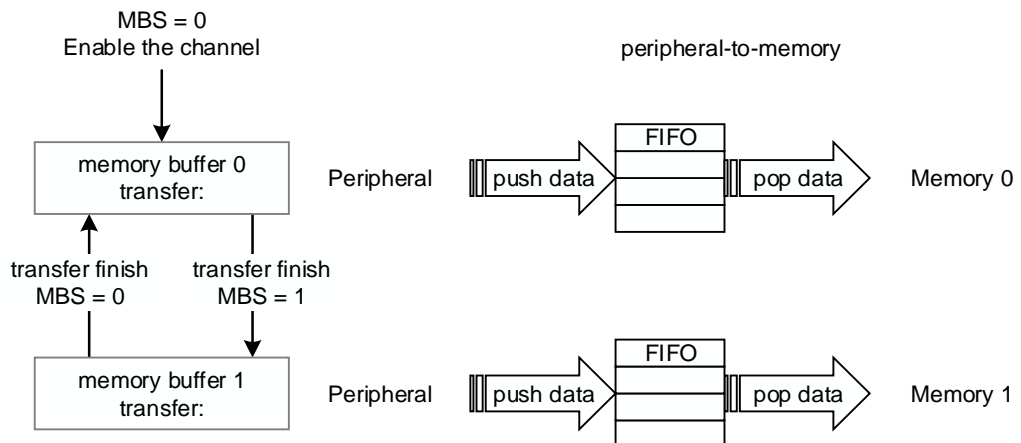 MBS = 0
Enable the channel
peripheral-to-memory
memory buffer 0
transfer:
Peripheral
push data
FIFO
pop data
Memory 0
transfer finish
MBS = 0
transfer finish
MBS = 1
memory buffer 1
transfer:
Peripheral
push data
FIFO
pop data
Memory 1